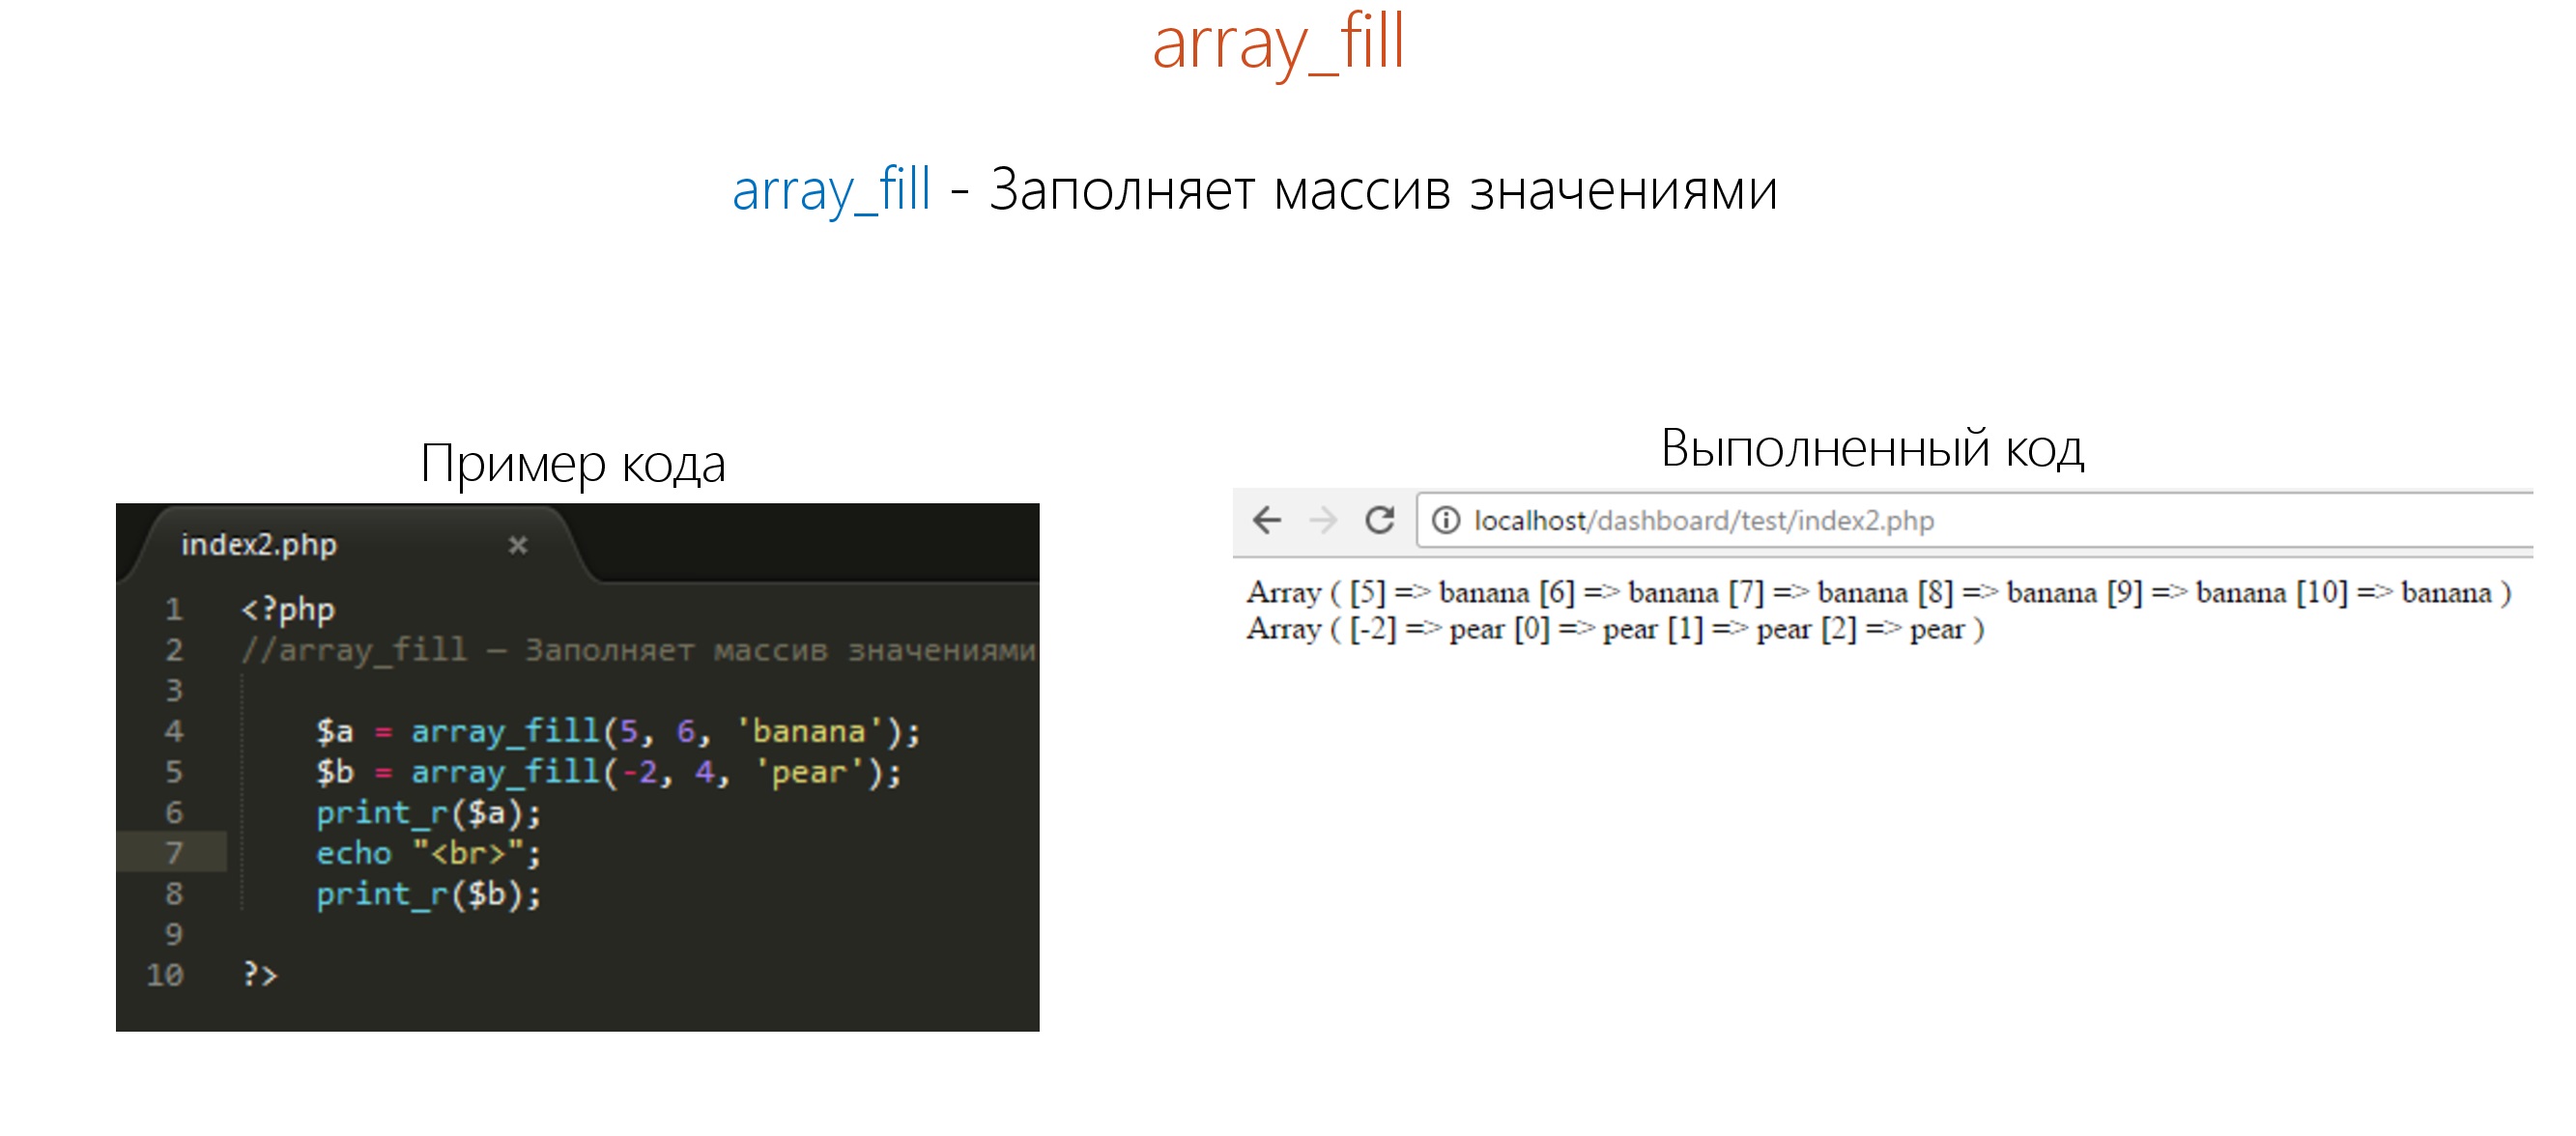 array_fill
array_fill - Заполняет массив значениями
Пример кода
index2.php ×
1 <?php
2 //array_fill — Заполняет массив значениями
3
4 $a = array_fill(5, 6, 'banana');
5 $b = array_fill(-2, 4, 'pear');
6 print_r($a);
7 echo "<br>";
8 print_r($b);
9
10 ?>
Выполненный код
localhost/dashboard/test/index2.php
Array ( [5] => banana [6] => banana [7] => banana [8] => banana [9] => banana [10] => banana )
Array ( [-2] => pear [0] => pear [1] => pear [2] => pear )